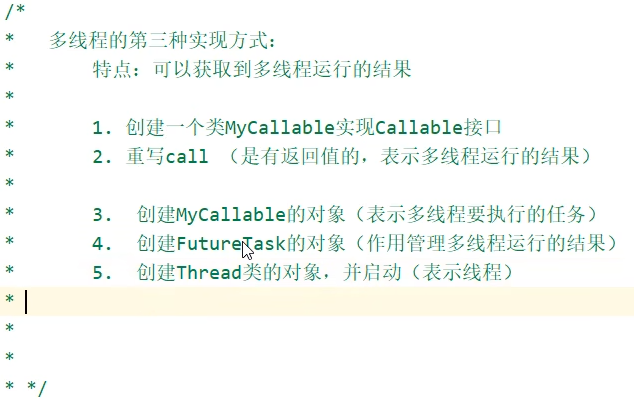 /*
* 多线程的第三种实现方式：
* 特点：可以获取到多线程运行的结果
*
* 1. 创建一个类MyCallable实现Callable接口
* 2. 重写call （是有返回值的，表示多线程运行的结果）
*
* 3. 创建MyCallable的对象（表示多线程要执行的任务）
* 4. 创建FutureTask的对象（作用管理多线程运行的结果）
* 5. 创建Thread类的对象，并启动（表示线程）
*
*
*
* */